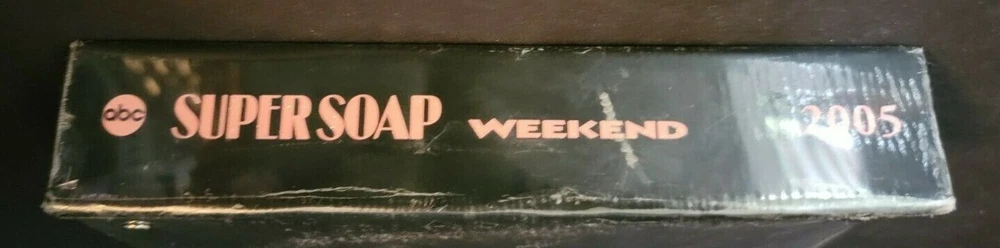 abc SUPER SOAP WEEKEND 2005